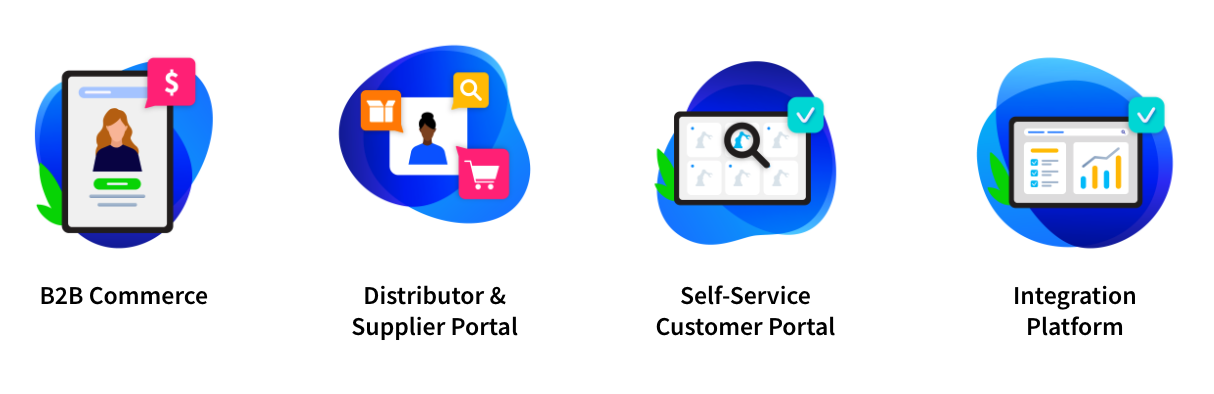 $
B2B Commerce
Distributor &
Supplier Portal
Self-Service
Customer Portal
Integration
Platform